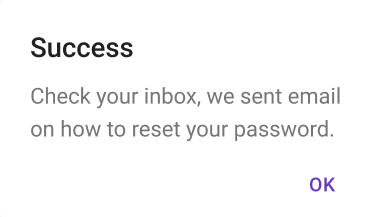 Success
Check your inbox, we sent email
on how to reset your password.
OK